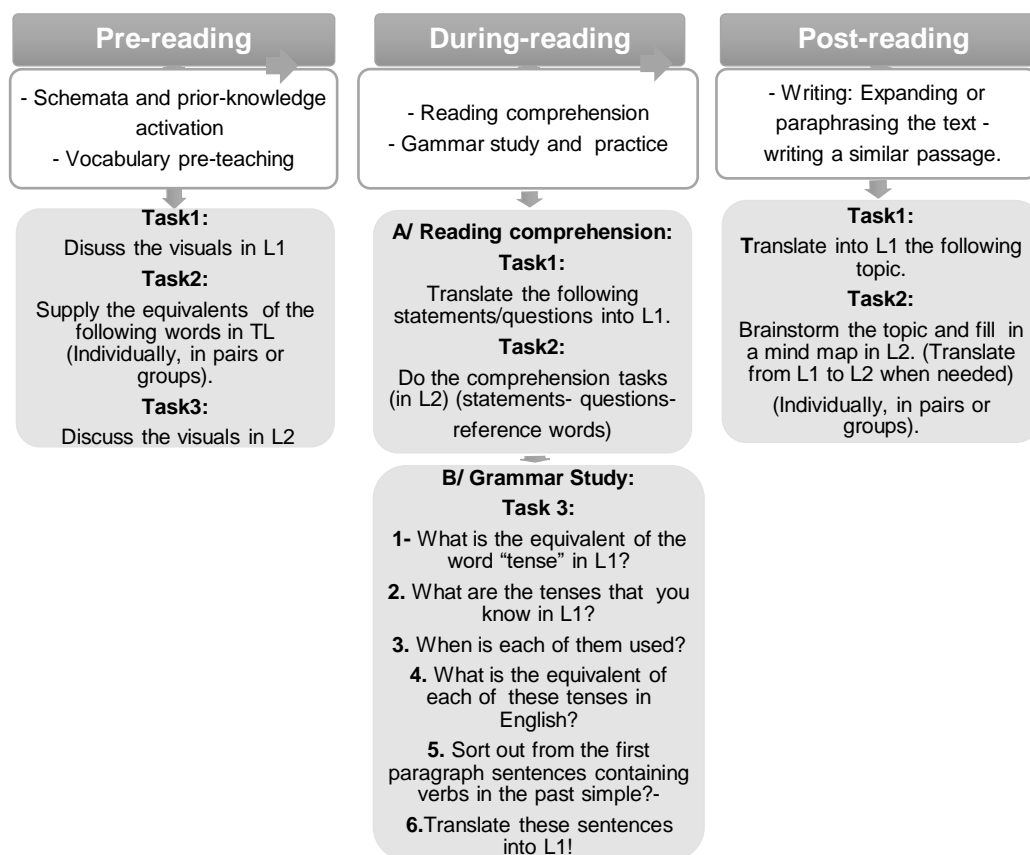 Pre-reading
- Schemata and prior-knowledge
activation
- Vocabulary pre-teaching
Task1:
Disuss the visuals in L1
Task2:
Supply the equivalents of the
following words in TL
(Individually, in pairs or
groups).
Task3:
Discuss the visuals in L2
During-reading
- Reading comprehension
- Gammar study and practice
A/ Reading comprehension:
Task1:
Translate the following
statements/questions into L1.
Task2:
Do the comprehension tasks
(in L2) (statements- questions-
reference words)
B/ Grammar Study:
Task 3:
1- What is the equivalent of the
word “tense” in L1?
2. What are the tenses that you
know in L1?
3. When is each of them used?
4. What is the equivalent of
each of these tenses in
English?
5. Sort out from the first
paragraph sentences containing
verbs in the past simple?-
6.Translate these sentences
into L1!
Post-reading
- Writing: Expanding or
paraphrasing the text -
writing a similar passage.
Task1:
Translate into L1 the following
topic.
Task2:
Brainstorm the topic and fill in
a mind map in L2. (Translate
from L1 to L2 when needed)
(Individually, in pairs or
groups).